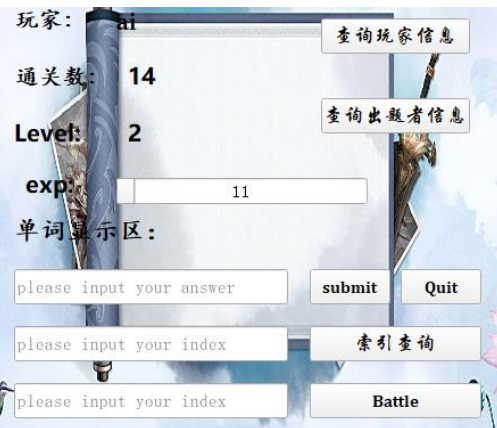 玩家： ai
查询玩家信息
通关数： 14
查询出题者信息
Level: 2
exp: 11
单词显示区：
please input your answer submit Quit
please input your index 索引查询
please input your index Battle